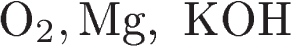 O₂, Mg, KOH